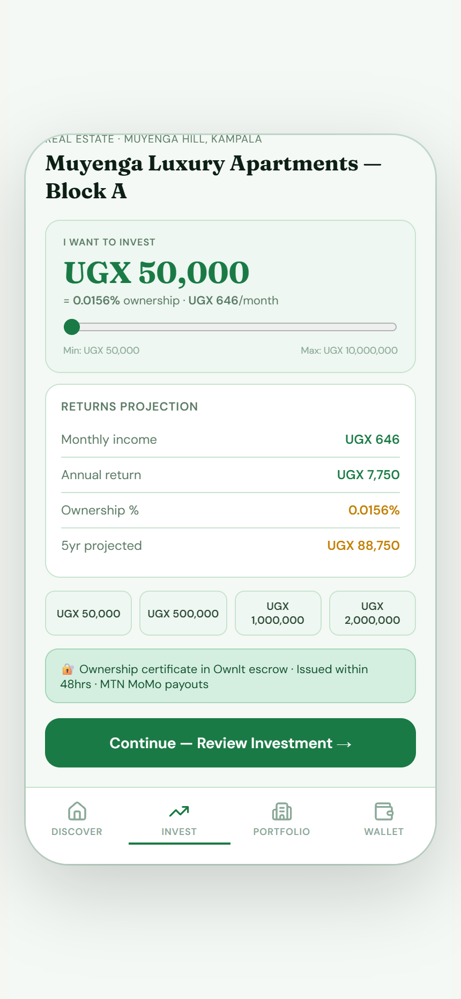 REAL ESTATE · MUYENGA HILL, KAMPALA
Muyenga Luxury Apartments —
Block A
I WANT TO INVEST
UGX 50,000
= 0.0156% ownership · UGX 646/month
Min: UGX 50,000
Max: UGX 10,000,000
RETURNS PROJECTION
Monthly income
UGX 646
Annual return
UGX 7,750
Ownership %
0.0156%
5yr projected
UGX 88,750
UGX 50,000
UGX 500,000
UGX
1,000,000
UGX
2,000,000
🔐 Ownership certificate in OwnIt escrow · Issued within
48hrs · MTN MoMo payouts
Continue — Review Investment →
DISCOVER
INVEST
PORTFOLIO
WALLET